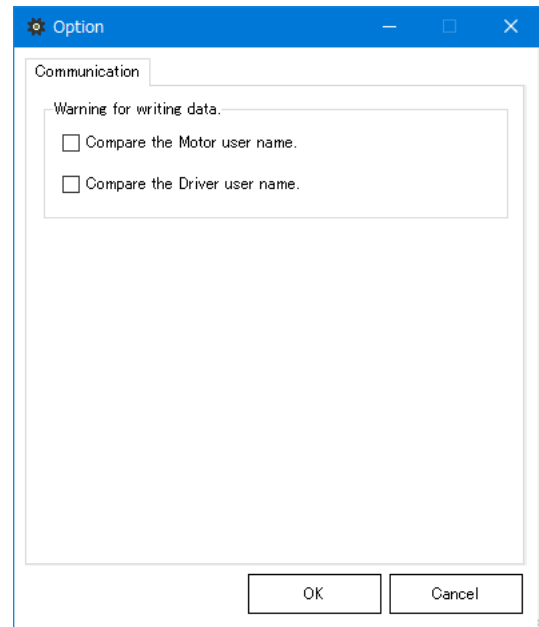 Option
Communication
Warning for writing data.
Compare the Motor user name.
Compare the Driver user name.
OK
Cancel